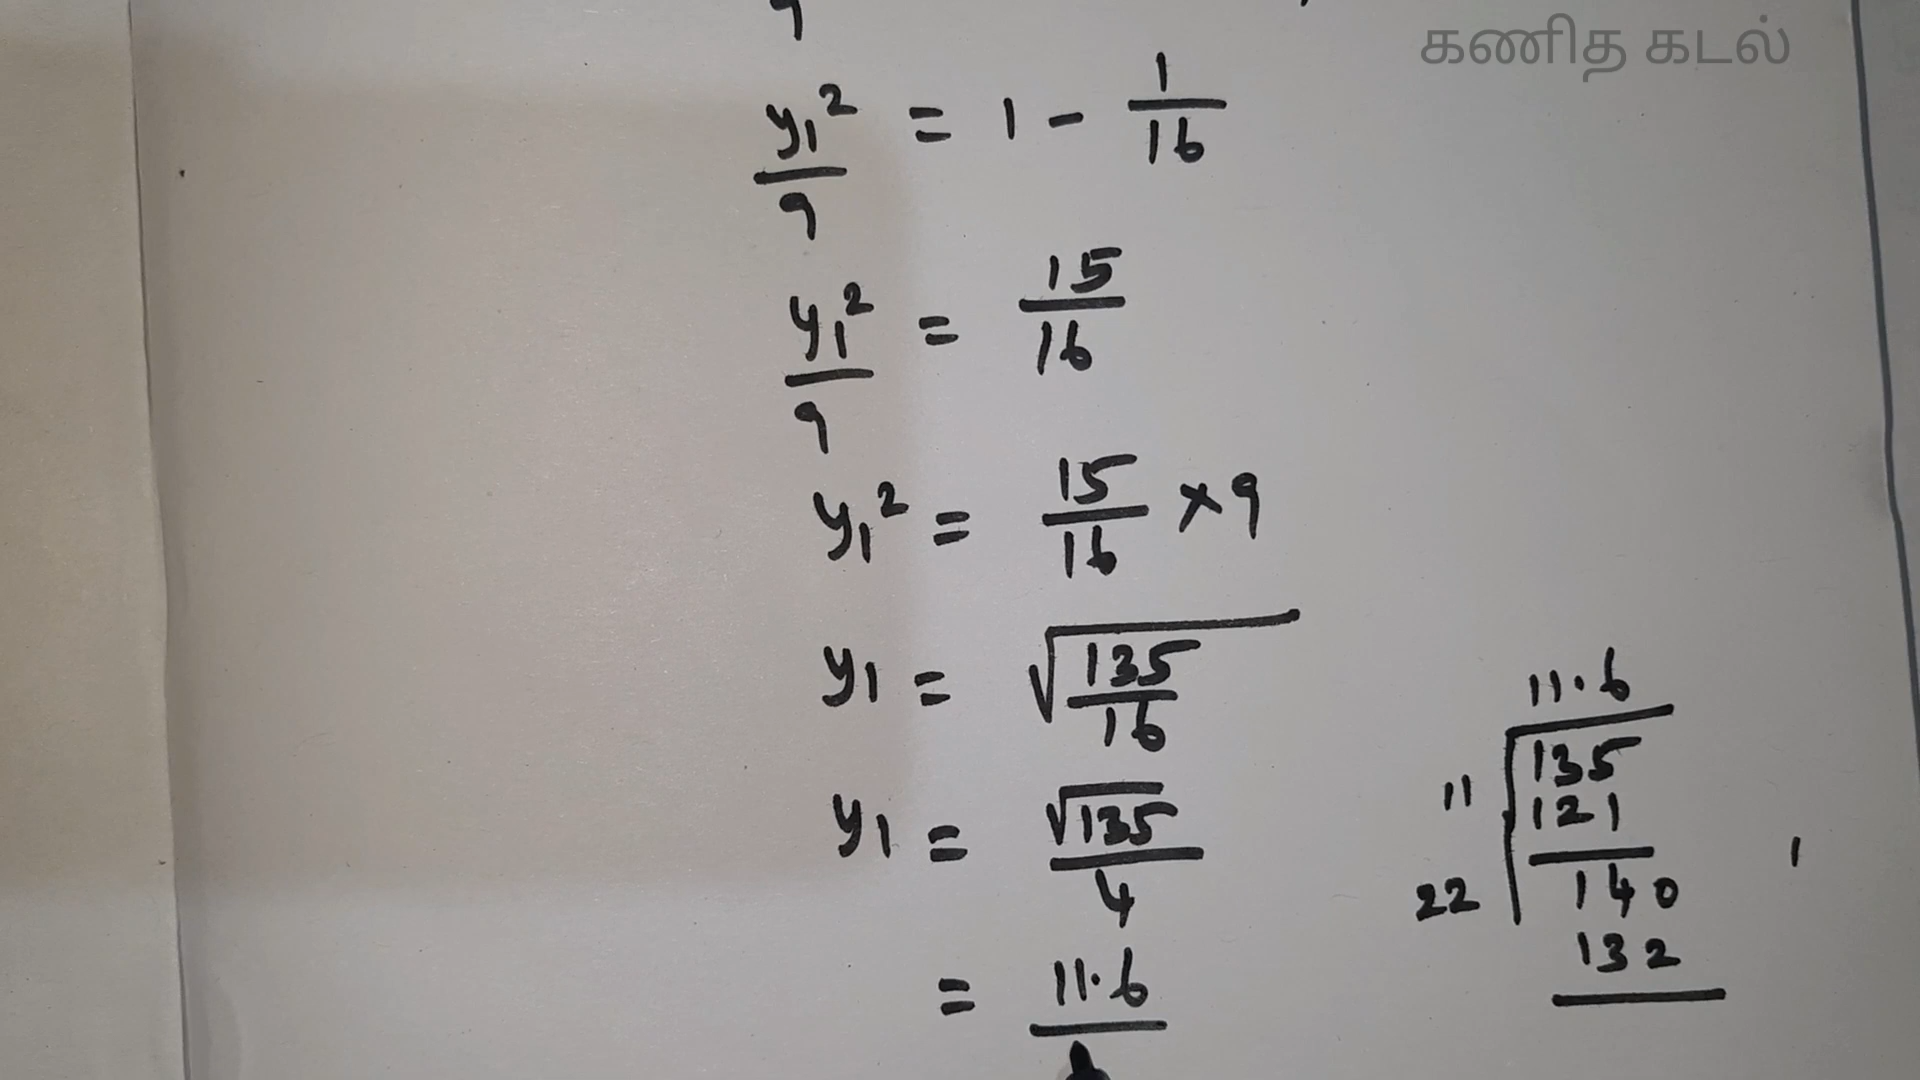 கணித கடல்
9
y₁²/9 = 1 - 1/16
y₁²/9 = 15/16
y₁² = 15/16 × 9
y₁ = √(135/16)
y₁ = √135/4
= 11.6
11.6
11 √135
121
22 140
132